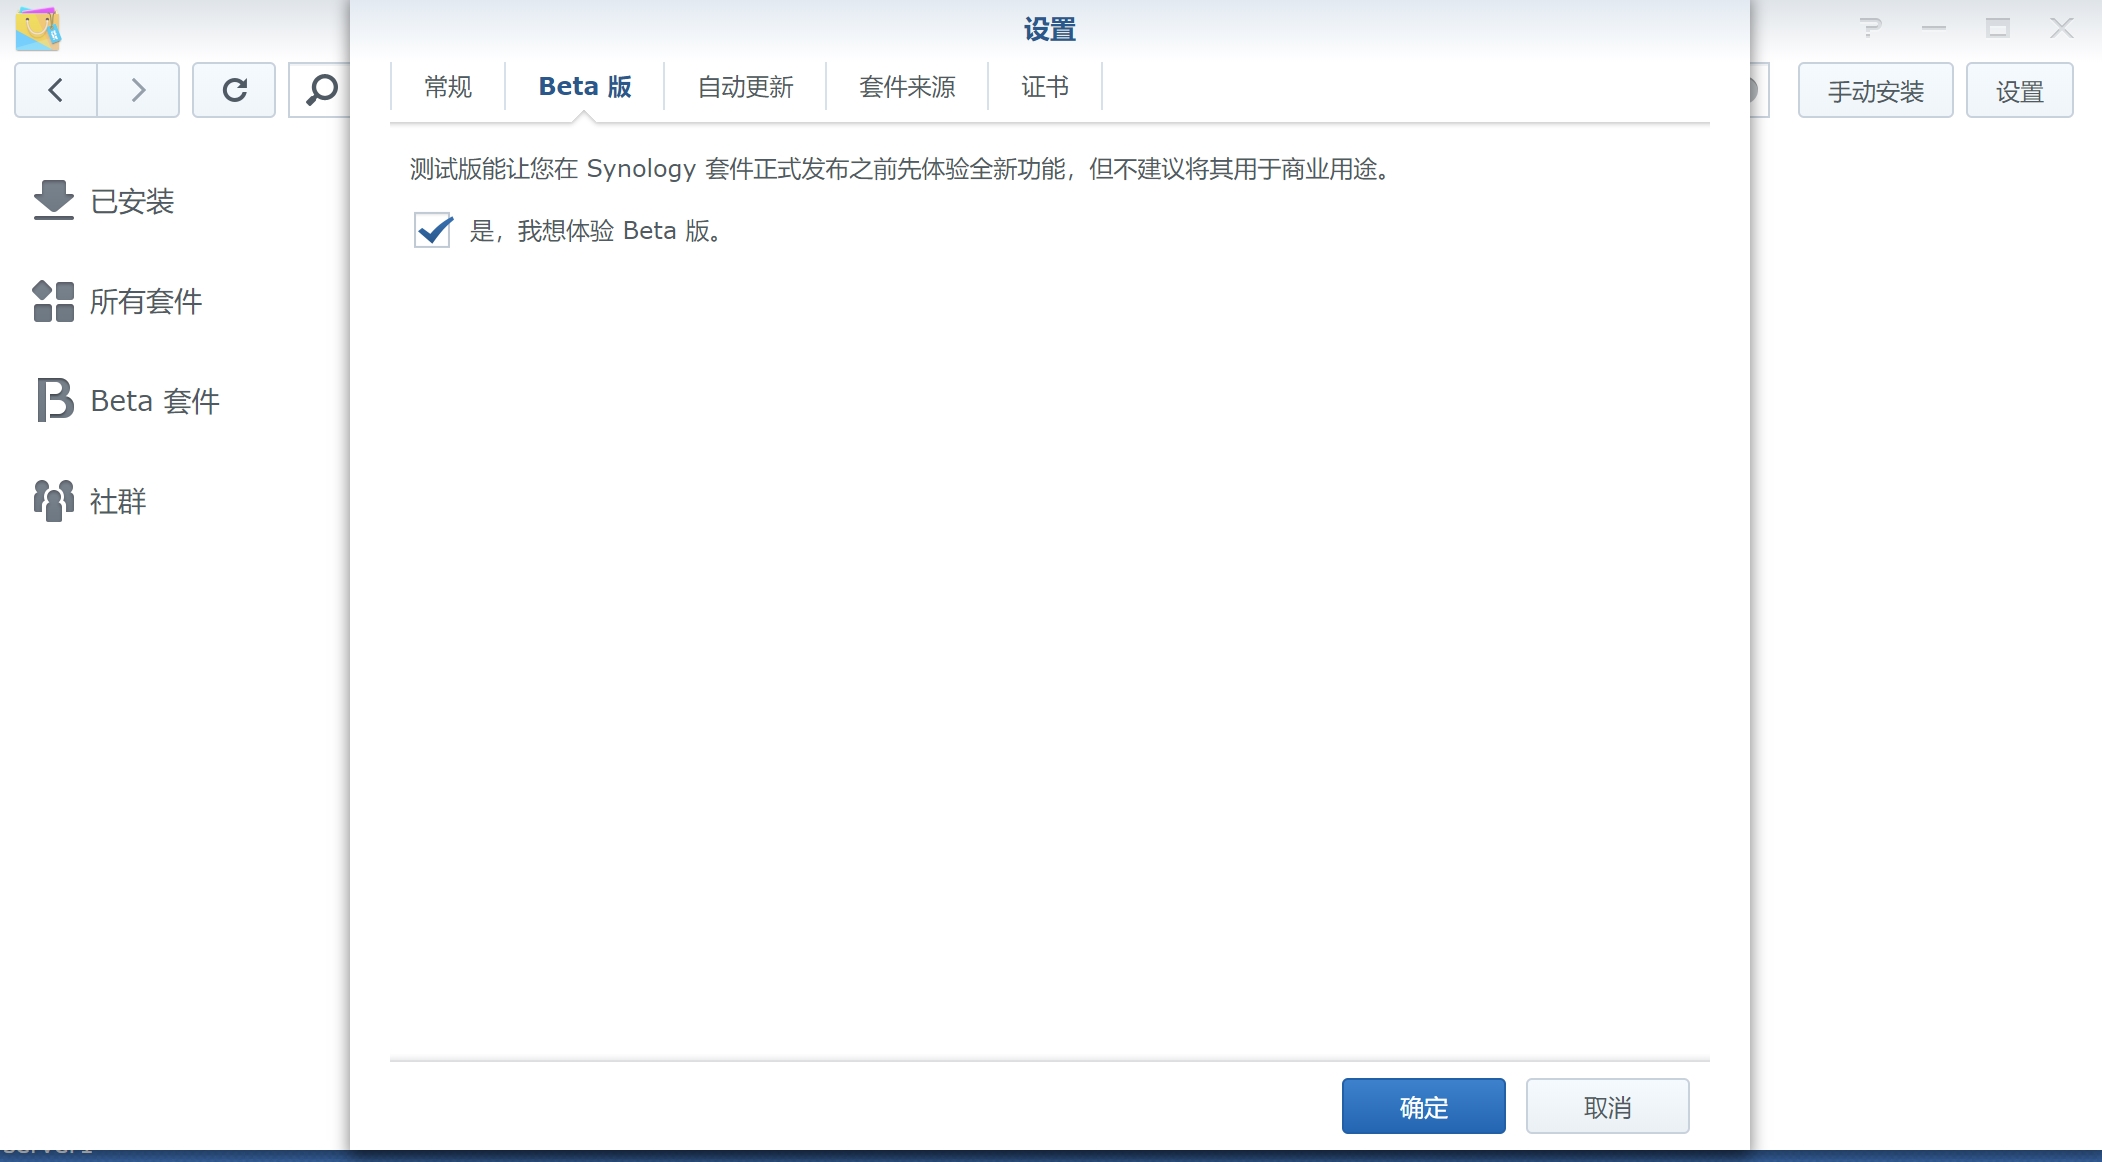 设置
手动安装
设置
常规
Beta 版
自动更新
套件来源
证书
测试版能让您在 Synology 套件正式发布之前先体验全新功能，但不建议将其用于商业用途。
是，我想体验 Beta 版。
已安装
所有套件
Beta 套件
社群
确定
取消